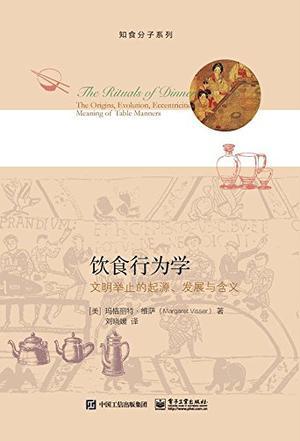 知食分子系列
The Rituals of Dinner
The Origins, Evolution, Eccentricities
Meaning of Table Manners
饮食行为学
文明举止的起源、发展与含义
[美] 玛格丽特·维萨 (Margaret Visser) 著
刘晓媛 译
中国工信出版集团
电子工业出版社